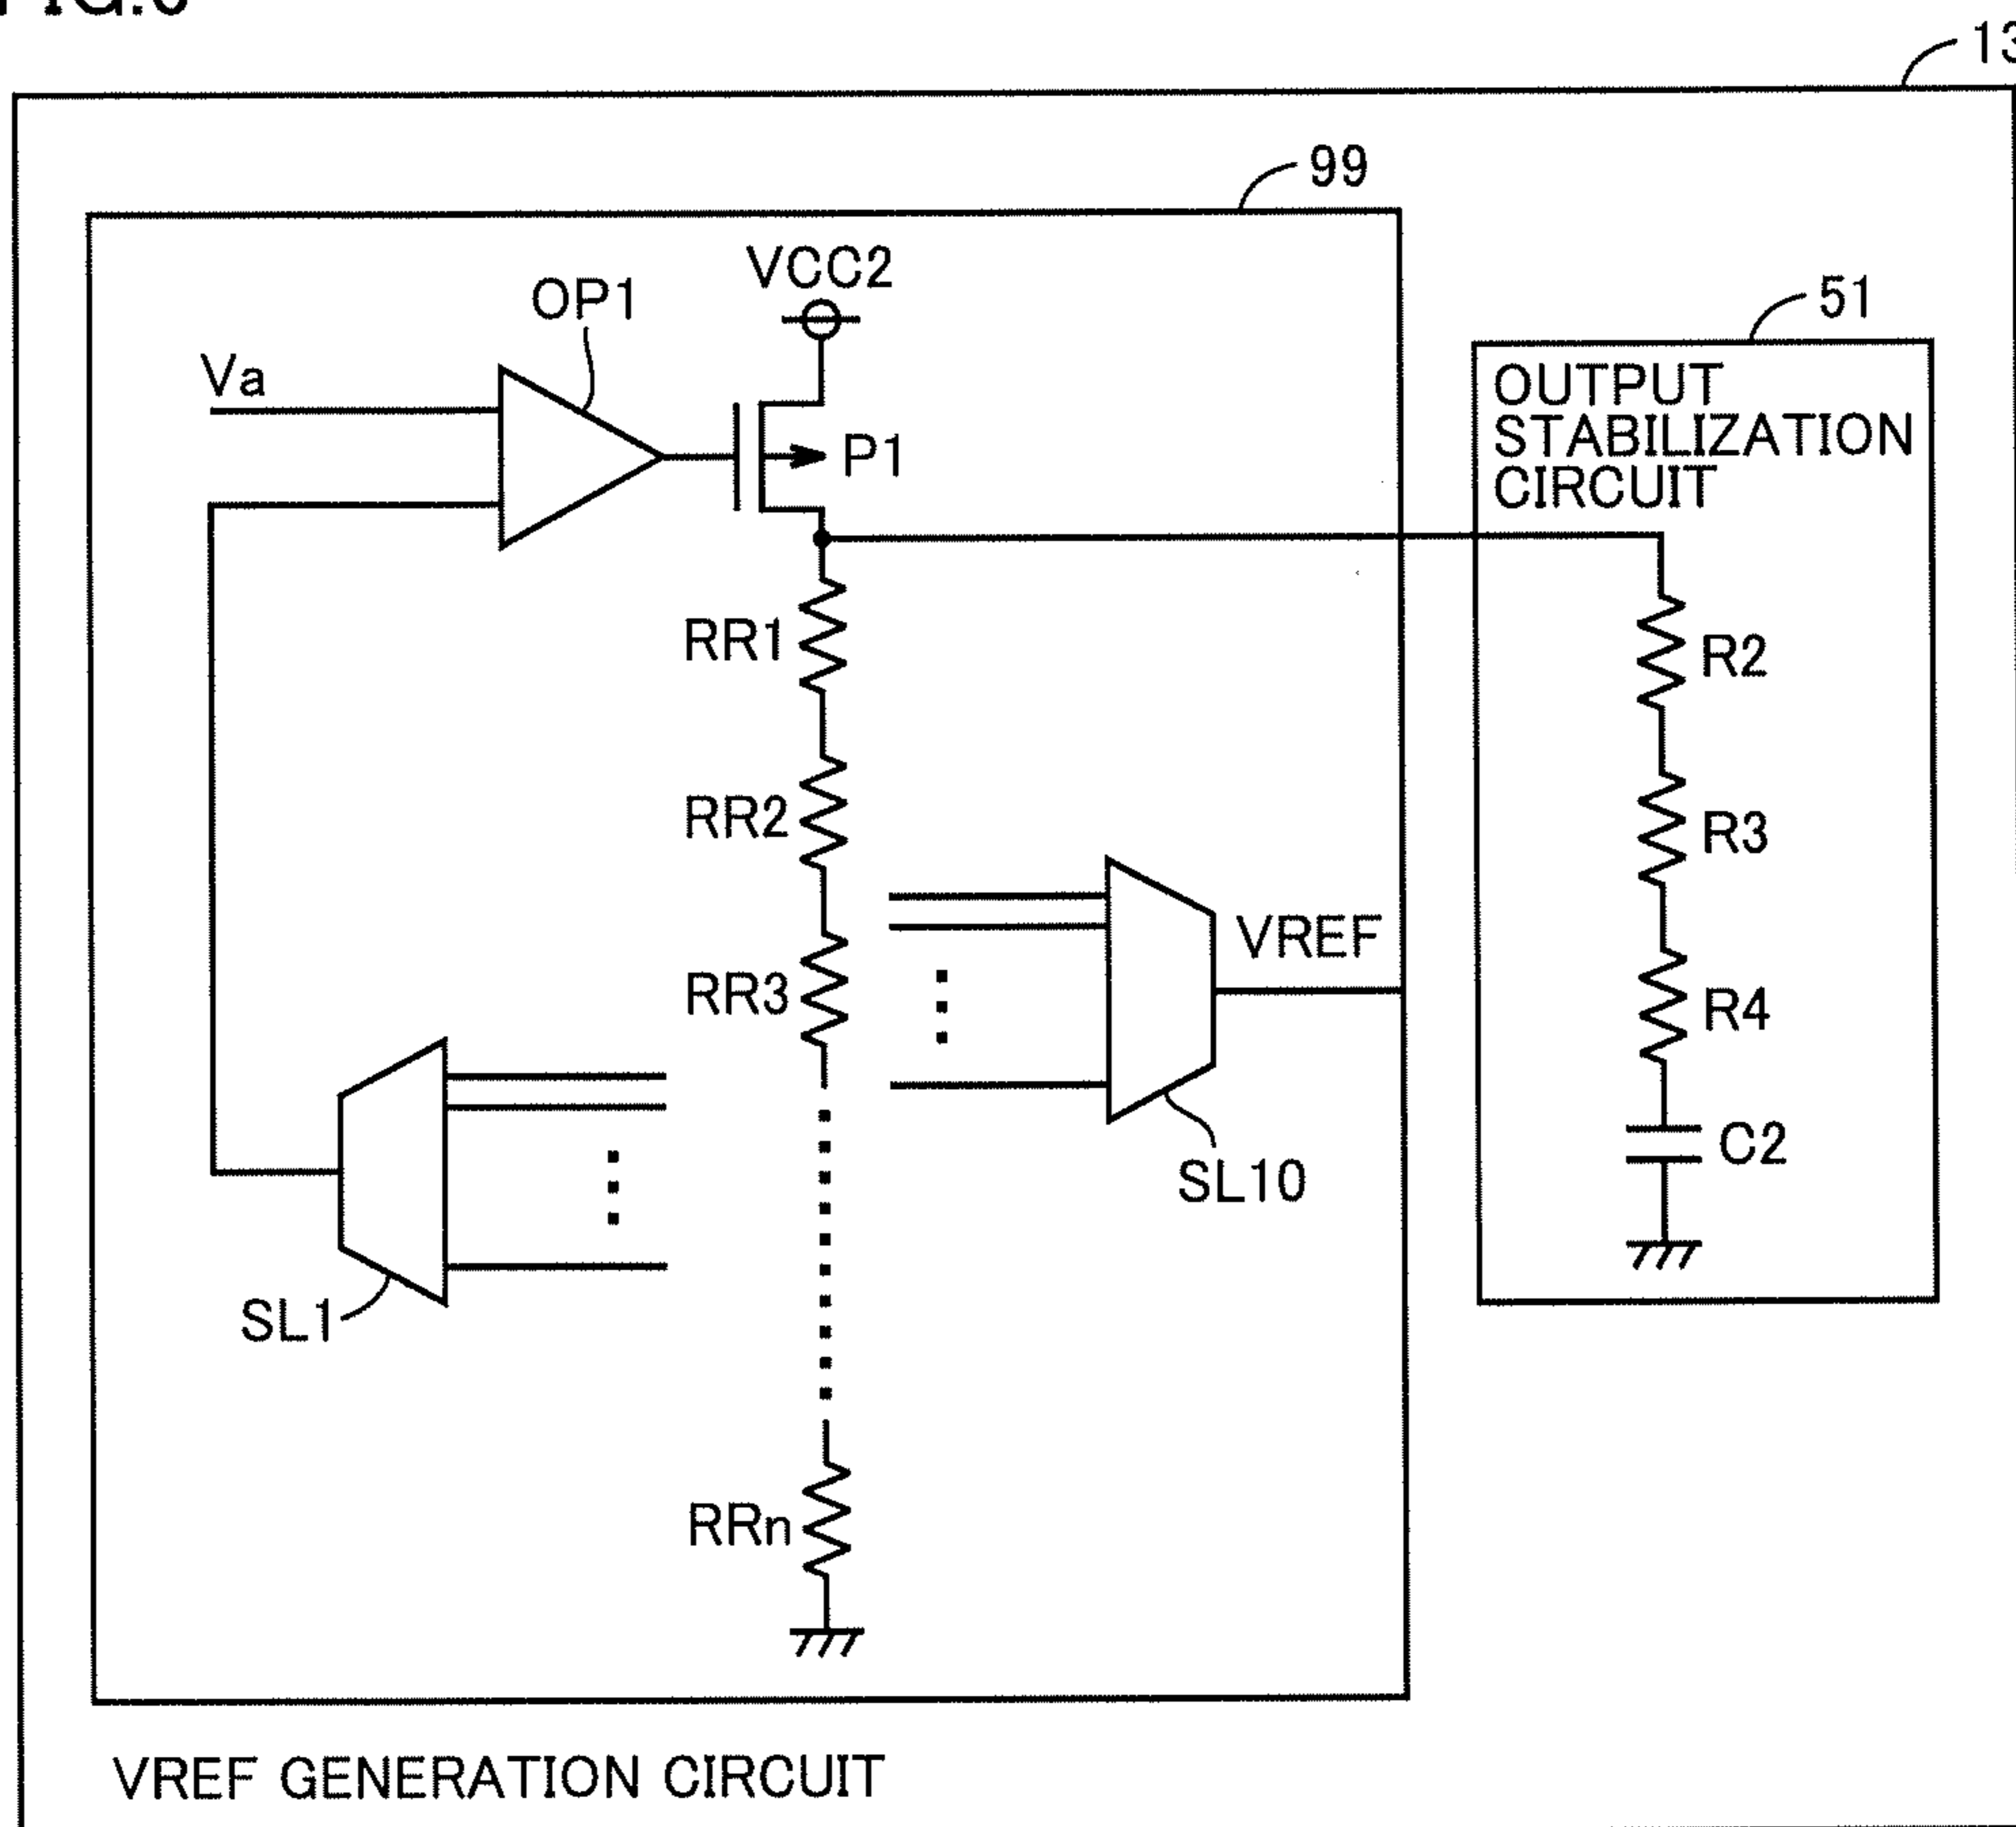 13
99
VCC2
OP1
51
Va
OUTPUT
STABILIZATION
CIRCUIT
P1
RR1
R2
RR2
R3
VREF
RR3
R4
C2
SL10
SL1
RRn
VREF GENERATION CIRCUIT